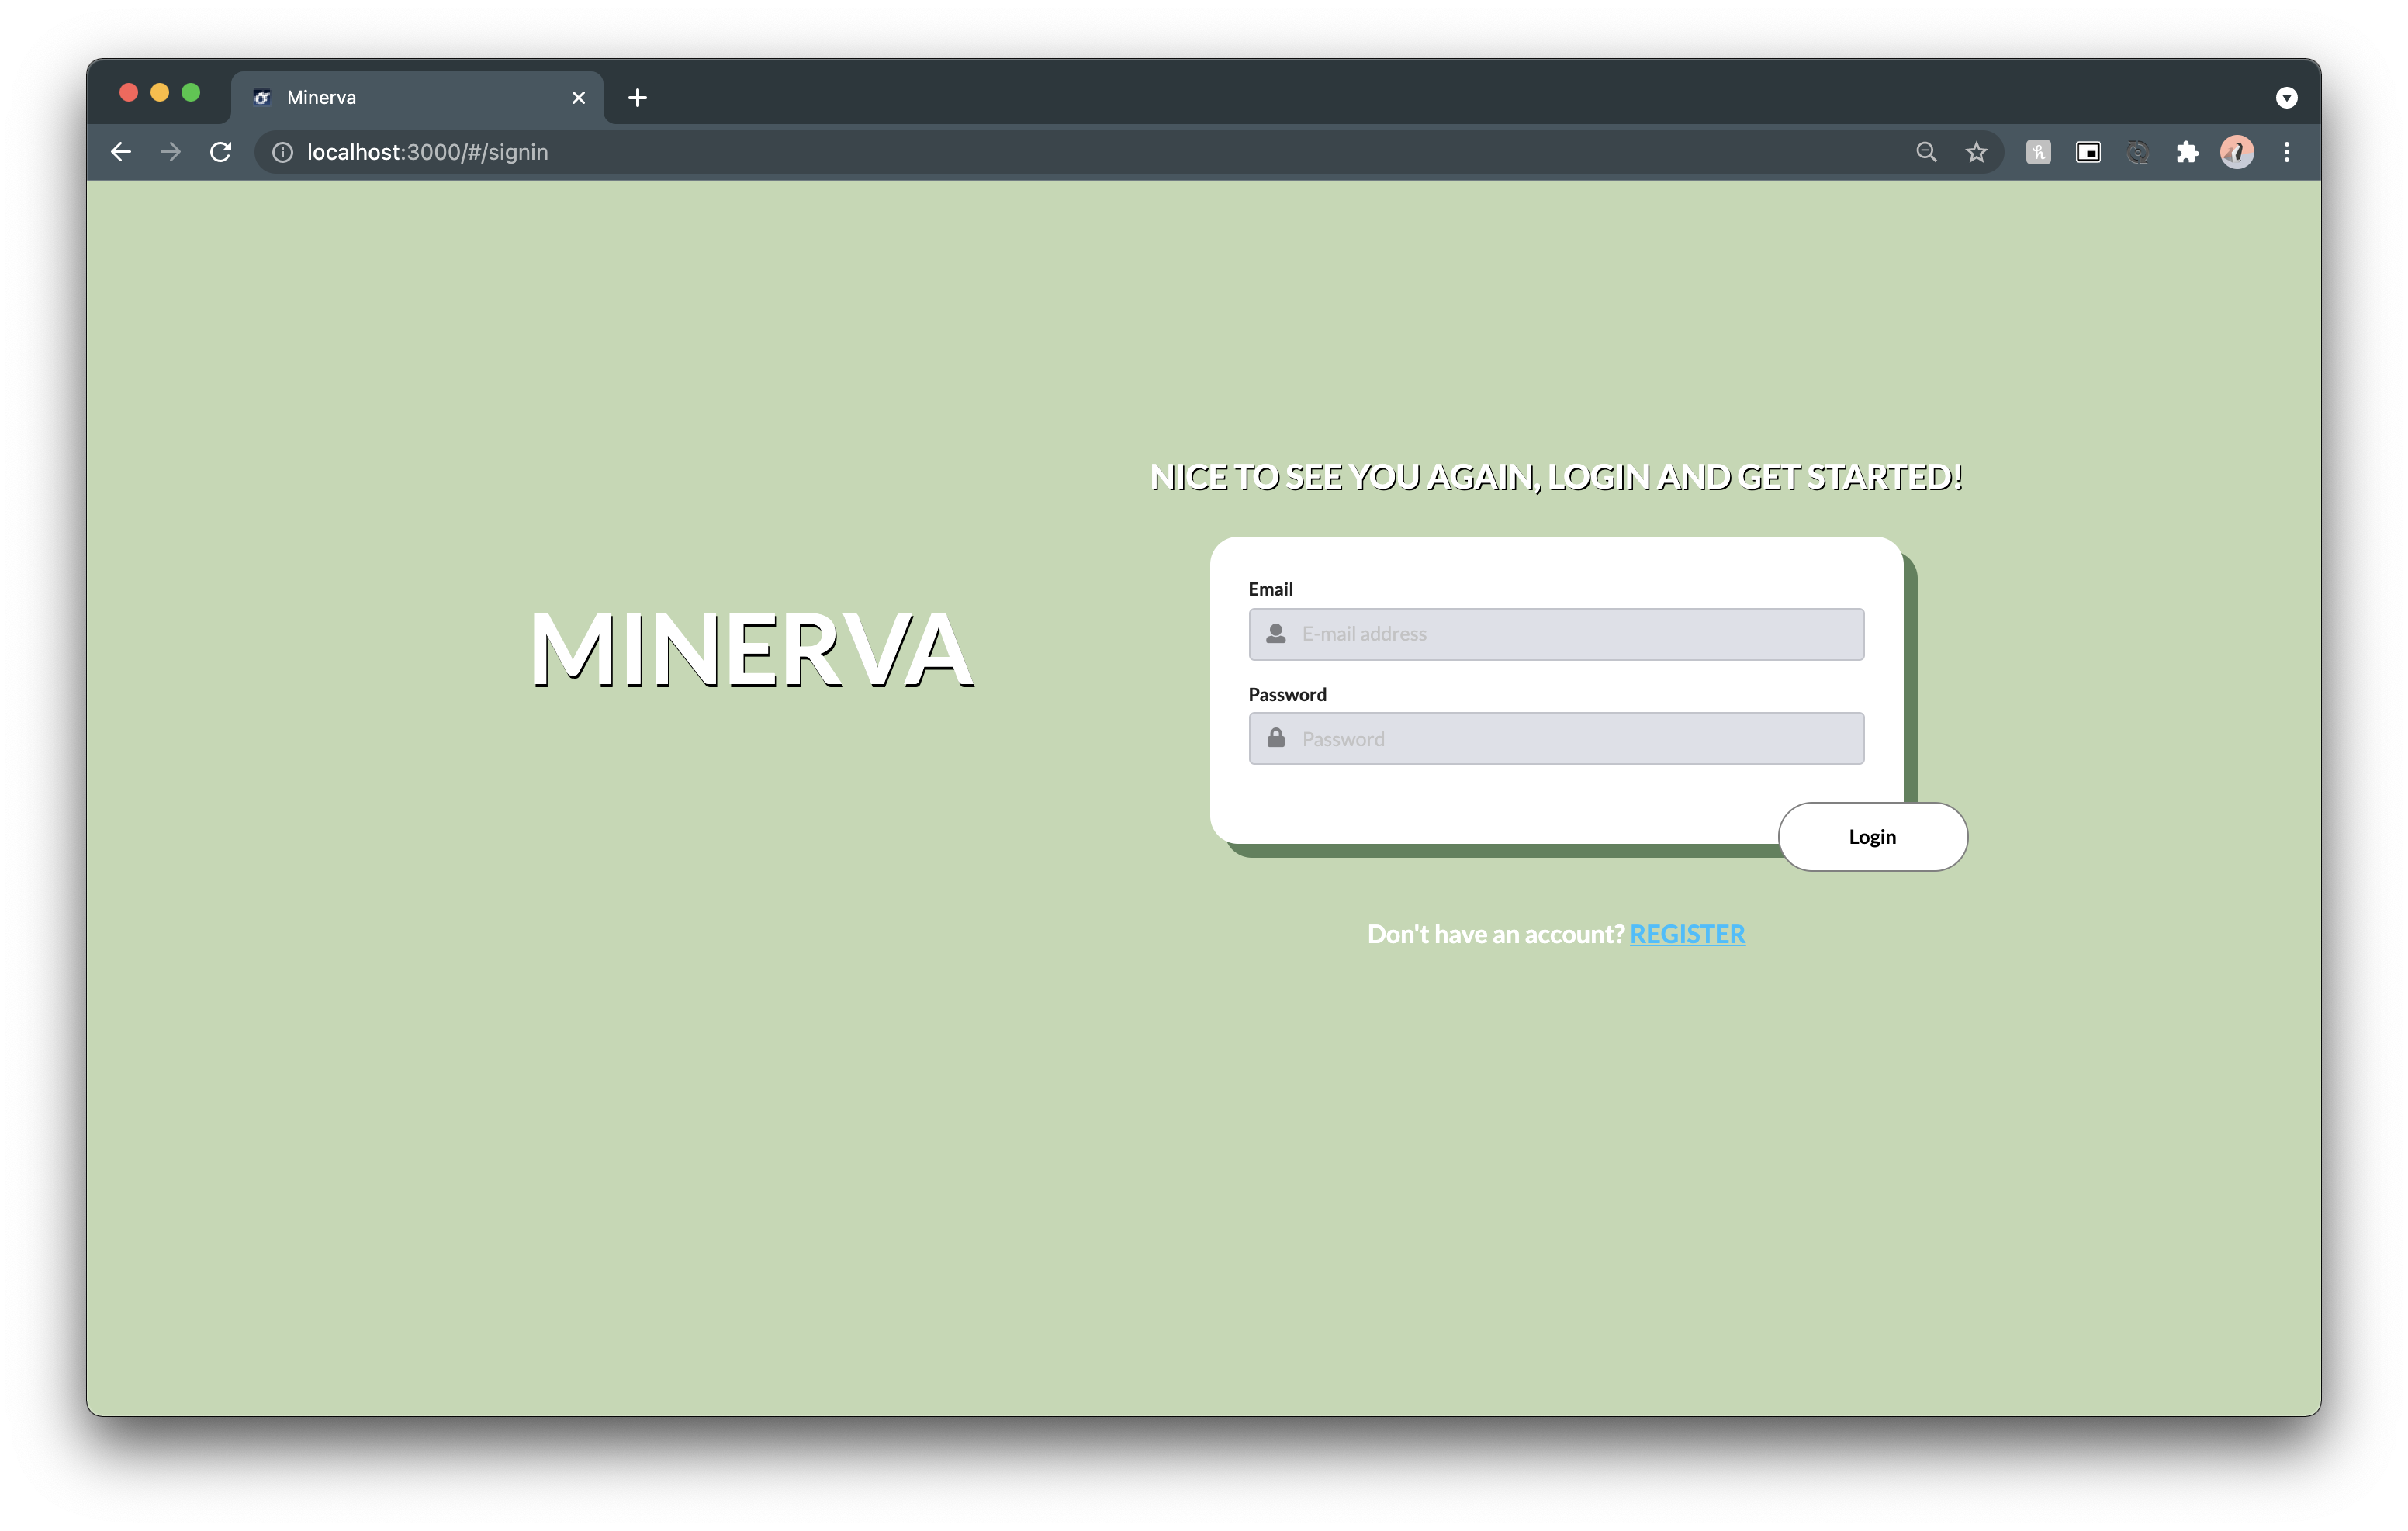 Minerva
localhost:3000/#/signin
NICE TO SEE YOU AGAIN, LOGIN AND GET STARTED!
MINERVA
Email
E-mail address
Password
Password
Login
Don't have an account? REGISTER